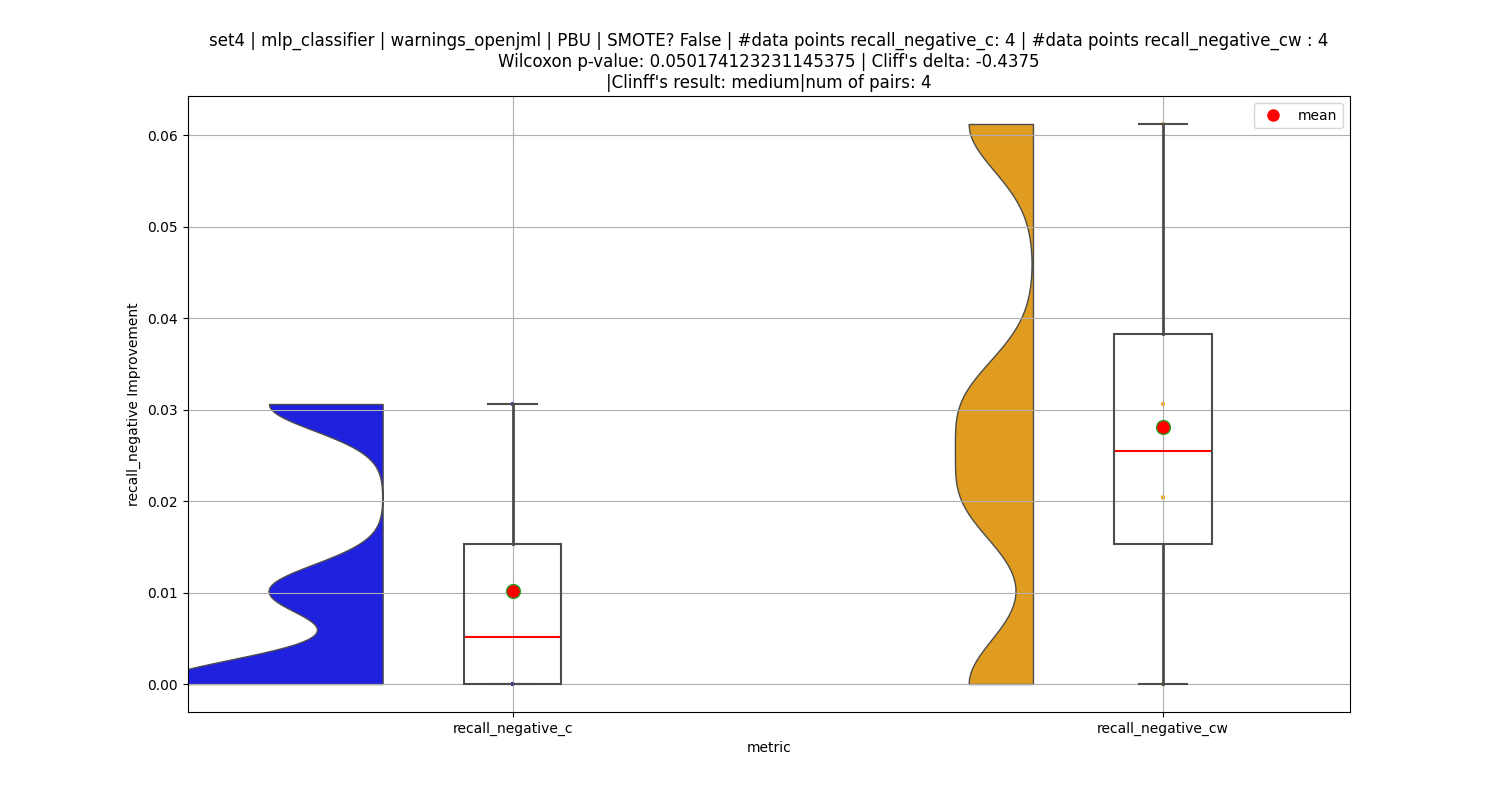 set4 | mlp_classifier | warnings_openjml | PBU | SMOTE? False | #data points recall_negative_c: 4 | #data points recall_negative_cw : 4
Wilcoxon p-value: 0.050174123231145375 | Cliff's delta: -0.4375
|Clinff's result: medium|num of pairs: 4
mean
0.06
0.05
0.04
0.03
0.02
0.01
0.00
recall_negative Improvement
recall_negative_c
recall_negative_cw
metric